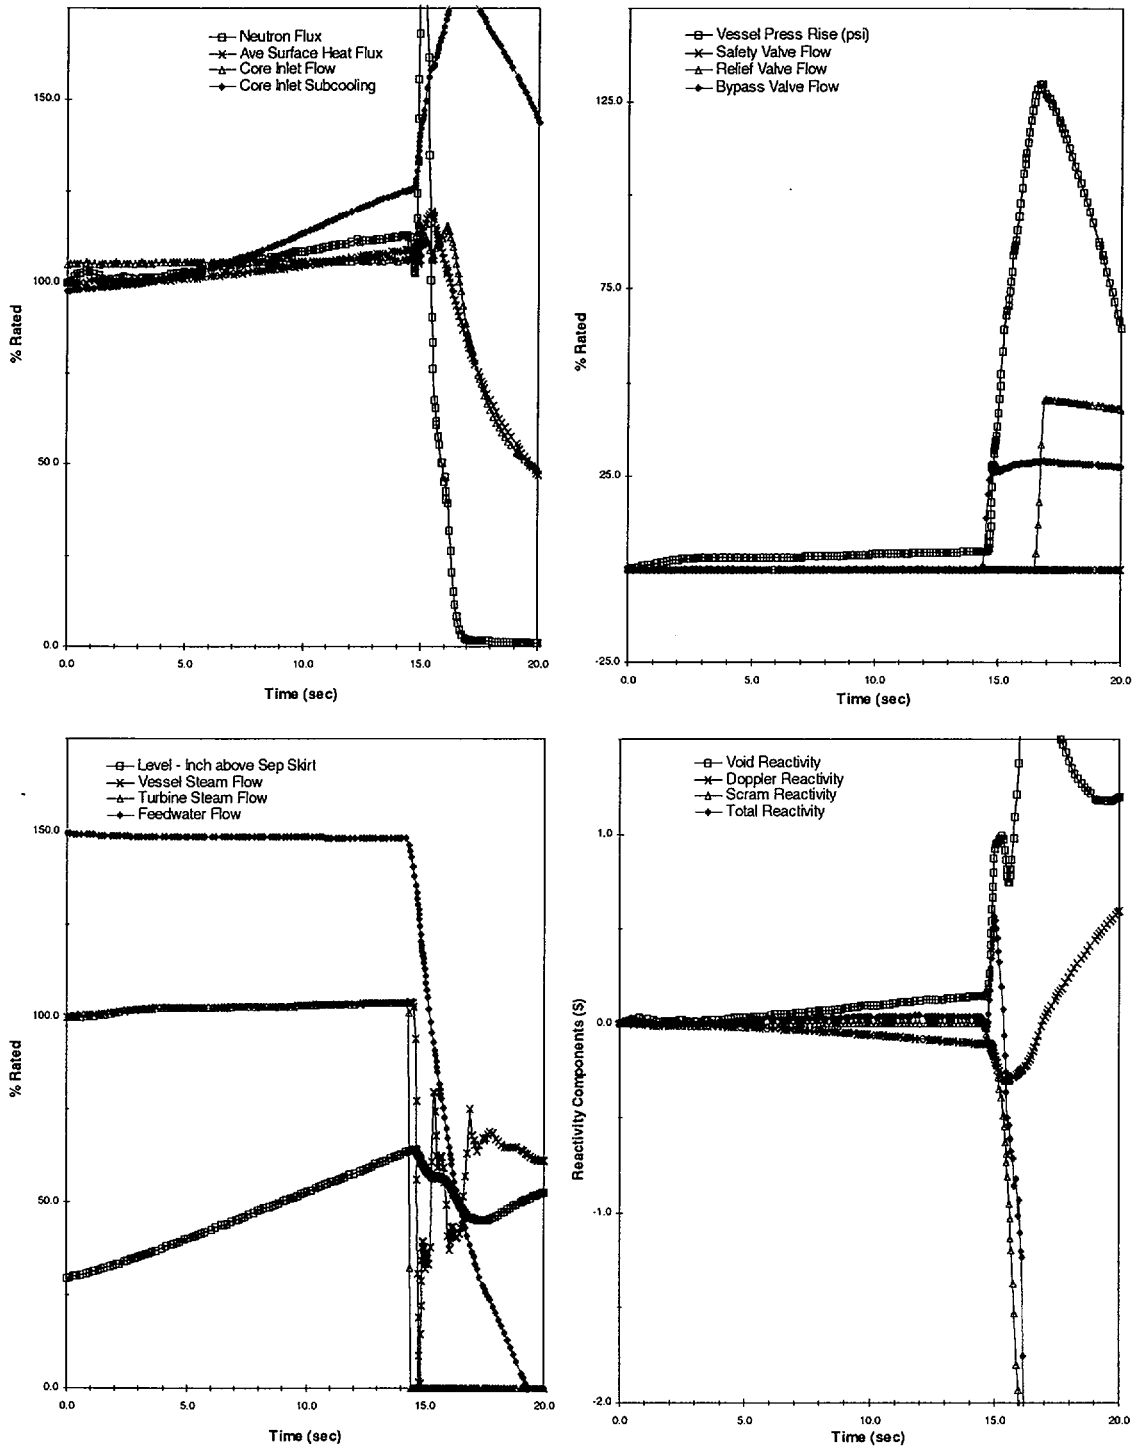 Neutron Flux
Ave Surface Heat Flux
Core Inlet Flow
Core Inlet Subcooling
150.0
100.0
50.0
0.0
% Rated
0.0 5.0 10.0 15.0 20.0
Time (sec)
Vessel Press Rise (psi)
Safety Valve Flow
Relief Valve Flow
Bypass Valve Flow
125.0
75.0
25.0
-25.0
% Rated
0.0 5.0 10.0 15.0 20.0
Time (sec)
Level - Inch above Sep Skirt
Vessel Steam Flow
Turbine Steam Flow
Feedwater Flow
150.0
100.0
50.0
0.0
% Rated
0.0 5.0 10.0 15.0 20.0
Time (sec)
Void Reactivity
Doppler Reactivity
Scram Reactivity
Total Reactivity
1.0
0.0
-1.0
-2.0
Reactivity Components ($)
0.0 5.0 10.0 15.0 20.0
Time (sec)